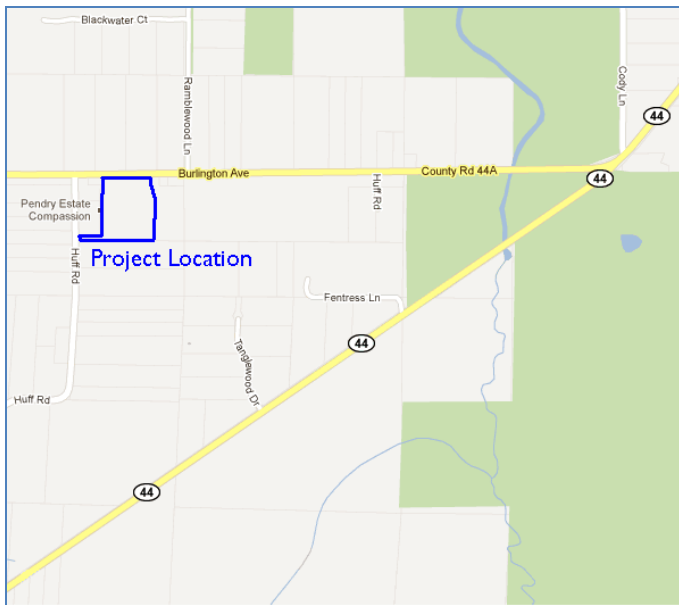 Blackwater Ct
Ramblewood Ln
Cody Ln
44
Burlington Ave
County Rd 44A
44
Huff Rd
Pendry Estate
Compassion
Huff Rd
Project Location
Fentress Ln
44
Tanglewood Dr
Huff Rd
44